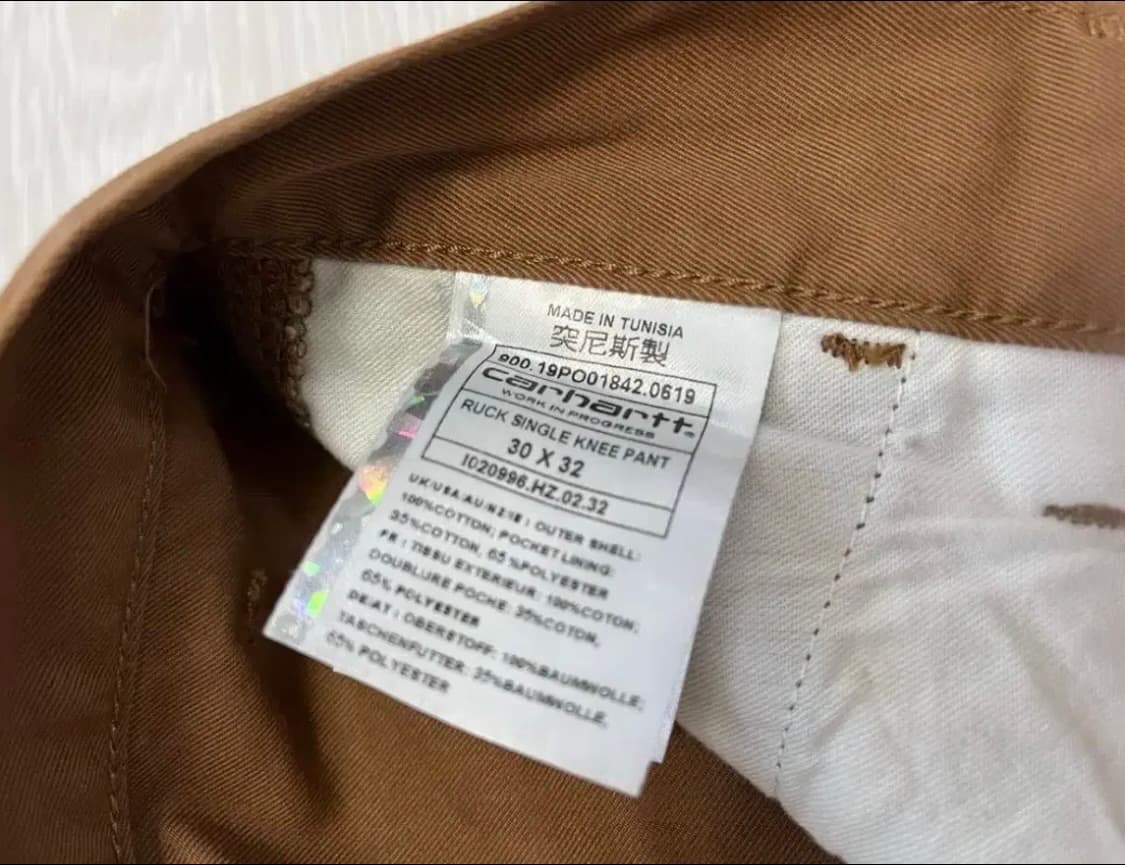 MADE IN TUNISIA
突尼斯製
900.19PO01842.0619
carhartt®
WORK IN PROGRESS
RUCK SINGLE KNEE PANT
30 X 32
I020996.HZ.02.32
UK/USA/AU/NZ/IE : OUTER SHELL:
100%COTTON; POCKET LINING:
35%COTTON, 65 %POLYESTER
FR : TISSU EXTERIEUR: 100%COTON;
DOUBLURE POCHE: 35%COTON,
65% POLYESTER
DE/AT : OBERSTOFF: 100%BAUMWOLLE;
TASCHENFUTTER: 35%BAUMWOLLE,
65% POLYESTER